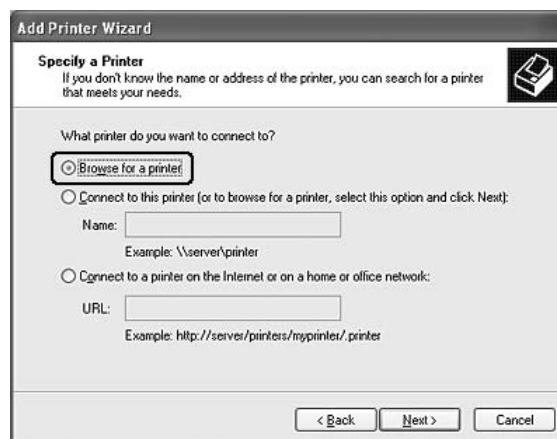 Add Printer Wizard
Specify a Printer
If you don't know the name or address of the printer, you can search for a printer
that meets your needs.
What printer do you want to connect to?
Browse for a printer
Connect to this printer (or to browse for a printer, select this option and click Next):
Name:
Example: \\server\printer
Connect to a printer on the Internet or on a home or office network:
URL:
Example: http://server/printers/myprinter/.printer
< Back Next > Cancel